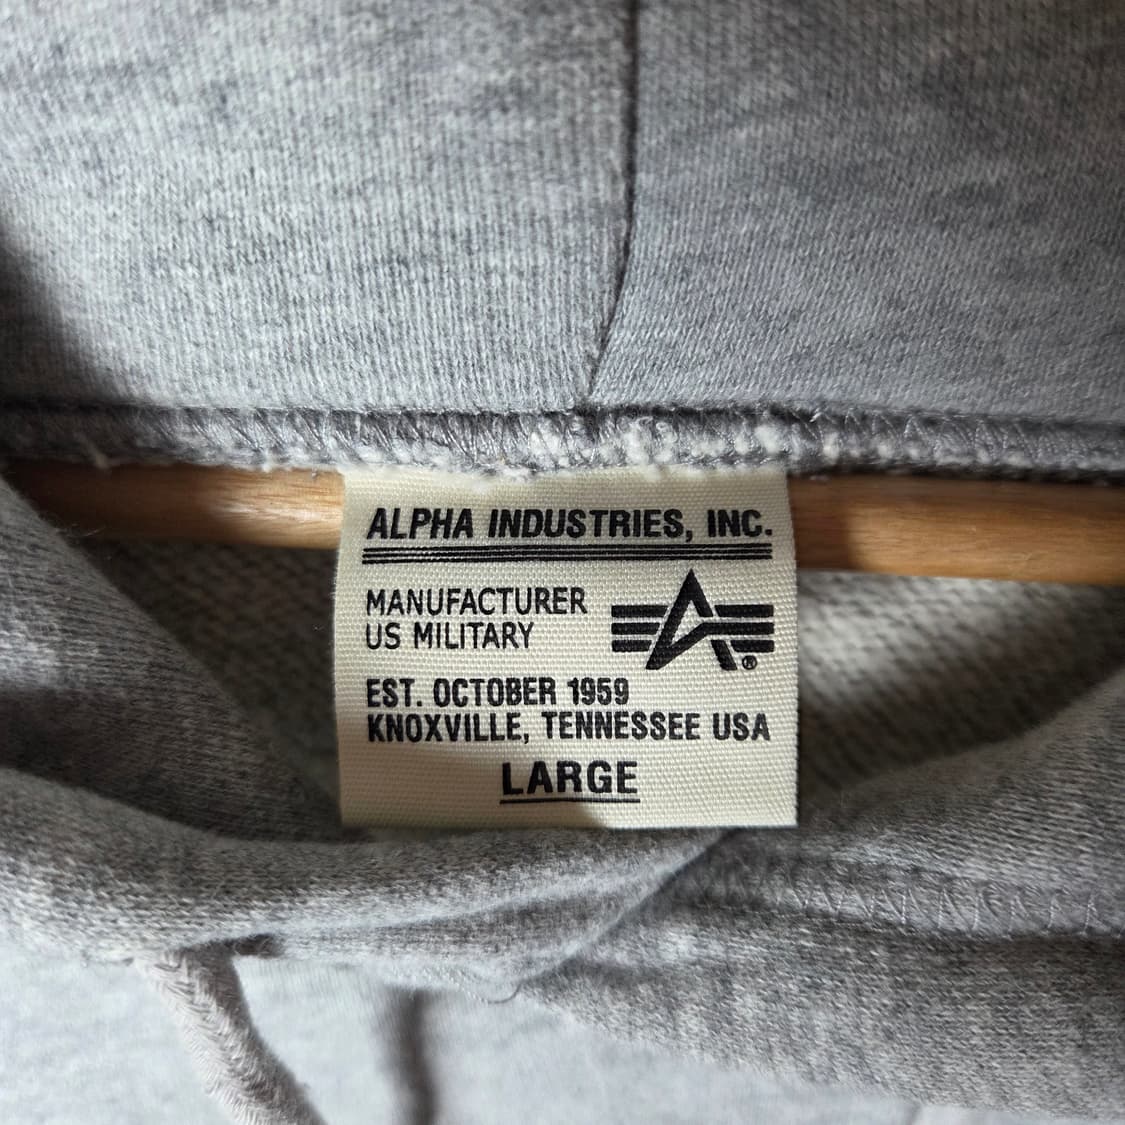 ALPHA INDUSTRIES, INC.
MANUFACTURER
US MILITARY
®
EST. OCTOBER 1959
KNOXVILLE, TENNESSEE USA
LARGE